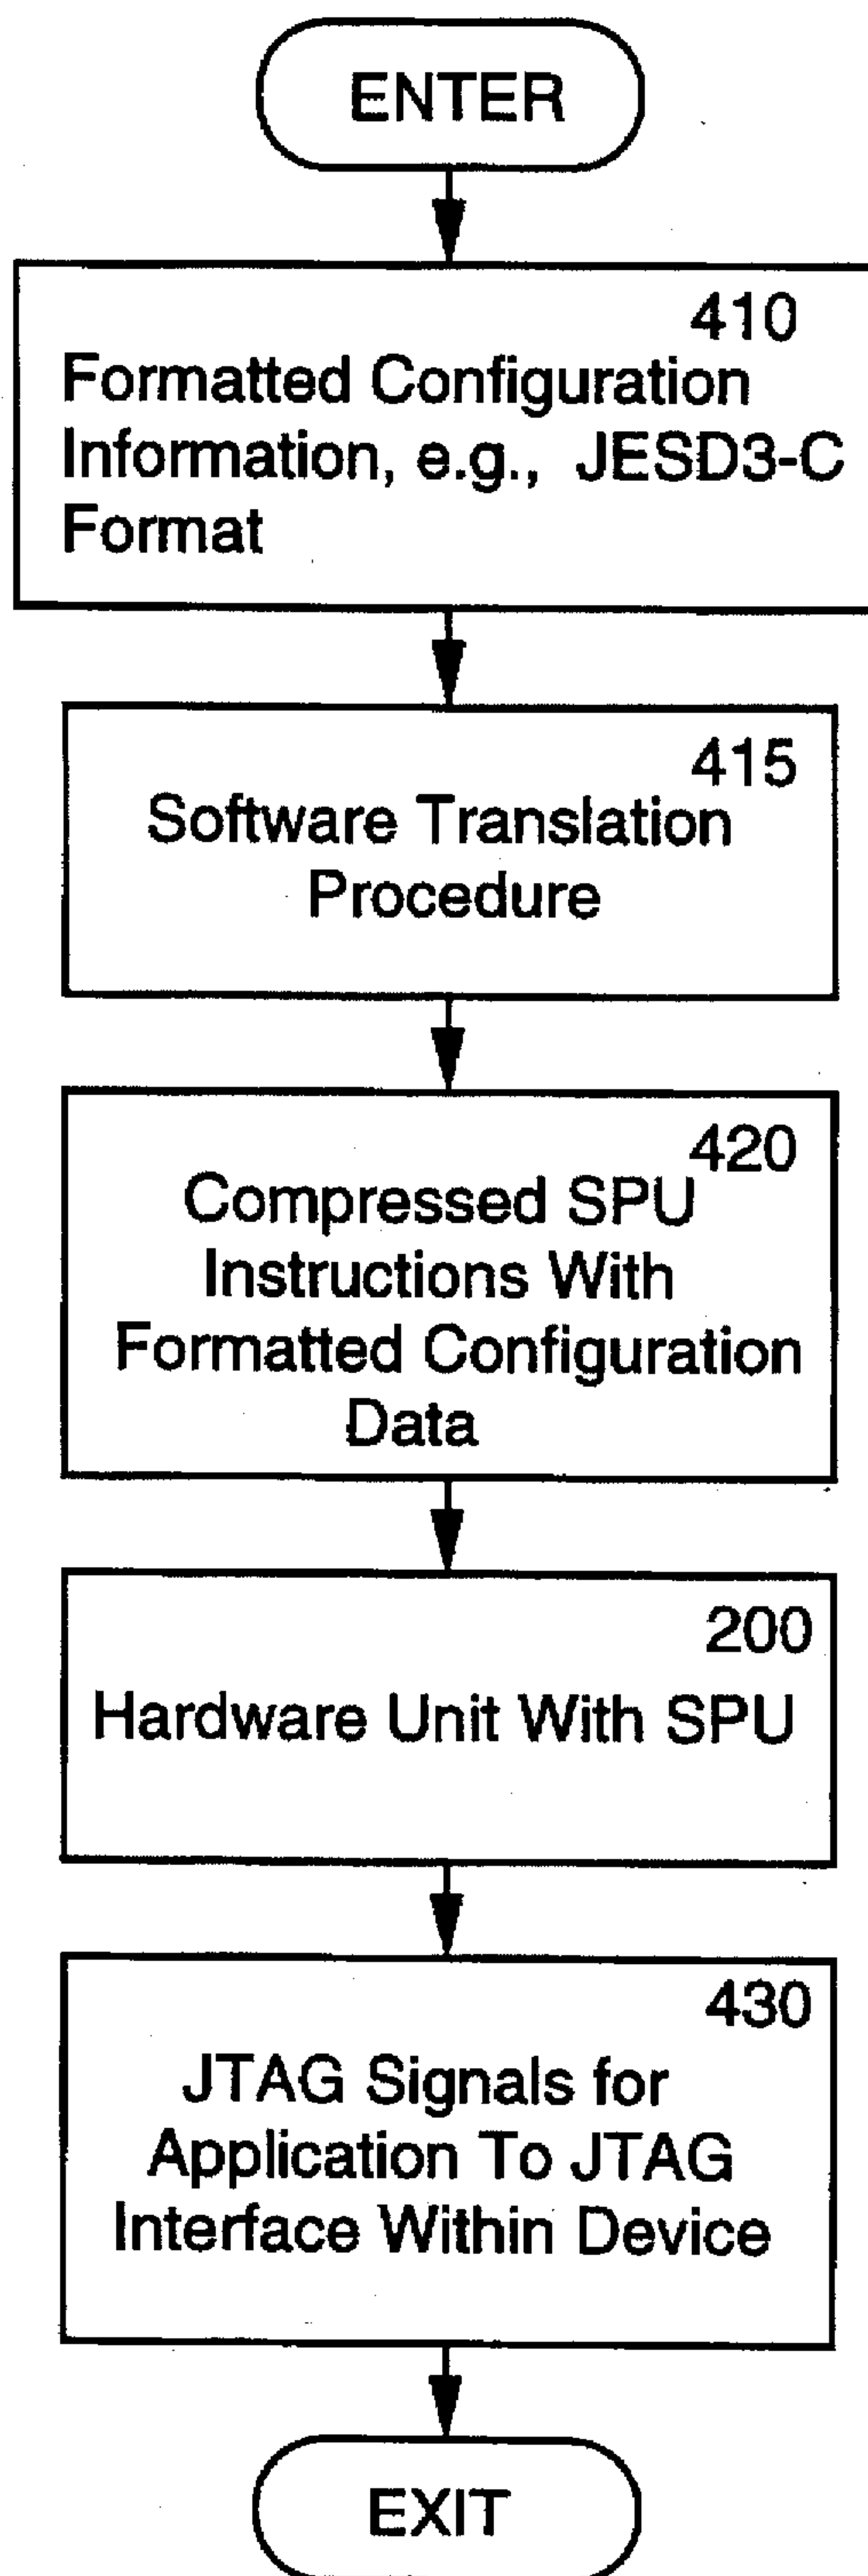 ENTER
410
Formatted Configuration
Information, e.g., JESD3-C
Format
415
Software Translation
Procedure
420
Compressed SPU
Instructions With
Formatted Configuration
Data
200
Hardware Unit With SPU
430
JTAG Signals for
Application To JTAG
Interface Within Device
EXIT